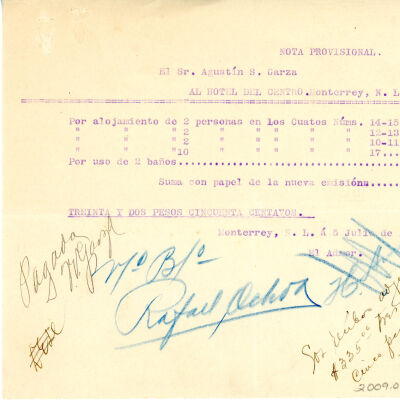 NOTA PROVISIONAL.
El Sr. Agustín S. Garza
AL HOTEL DEL CENTRO. Monterrey, N. L
Por alojamiento de 2 personas en los Cuatos Núms. 14-15
" " " 2 " " " " 12-13
" " " 2 " " " " 10-11
" " " 10 " " " " 17...
Por uso de 2 baños
Suma con papel de la nueva emisión
TREINTA Y DOS PESOS CINCUENTA CENTAVOS.
Monterrey, N. L. á 5 Julio de
El Admor.
Pagada
Vo Bo
Rafael Ochoa
$335.00
Cinco
2009.0